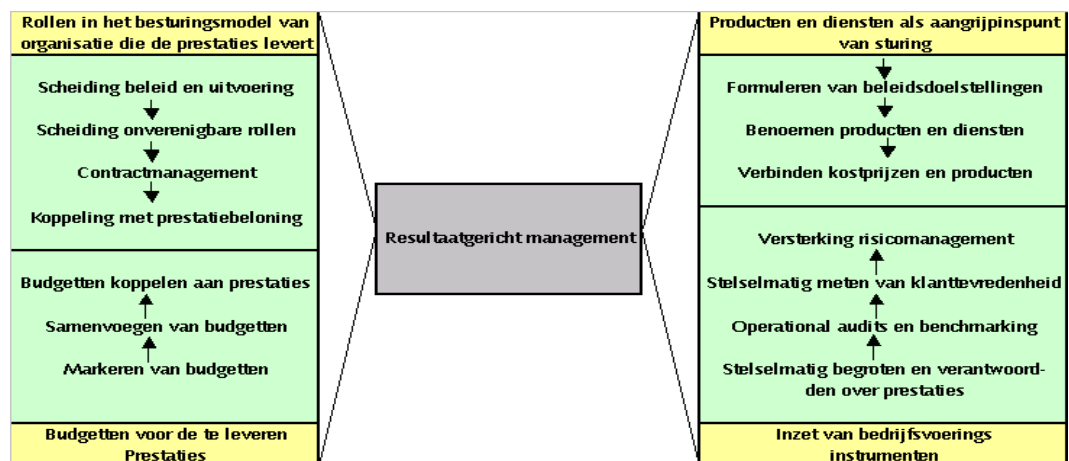 Rollen in het besturingsmodel van
organisatie die de prestaties levert
Scheiding beleid en uitvoering
Scheiding onverenigbare rollen
Contractmanagement
Koppeling met prestatiebeloning
Budgetten koppelen aan prestaties
Samenvoegen van budgetten
Markeren van budgetten
Budgetten voor de te leveren
Prestaties
Resultaatgericht management
Producten en diensten als aangrijpinspunt
van sturing
Formuleren van beleidsdoelstellingen
Benoemen producten en diensten
Verbinden kostprijzen en producten
Versterking risicomanagement
Stelselmatig meten van klanttevredenheid
Operational audits en benchmarking
Stelselmatig begroten en verantwoord-
den over prestaties
Inzet van bedrijfsvoerings
instrumenten